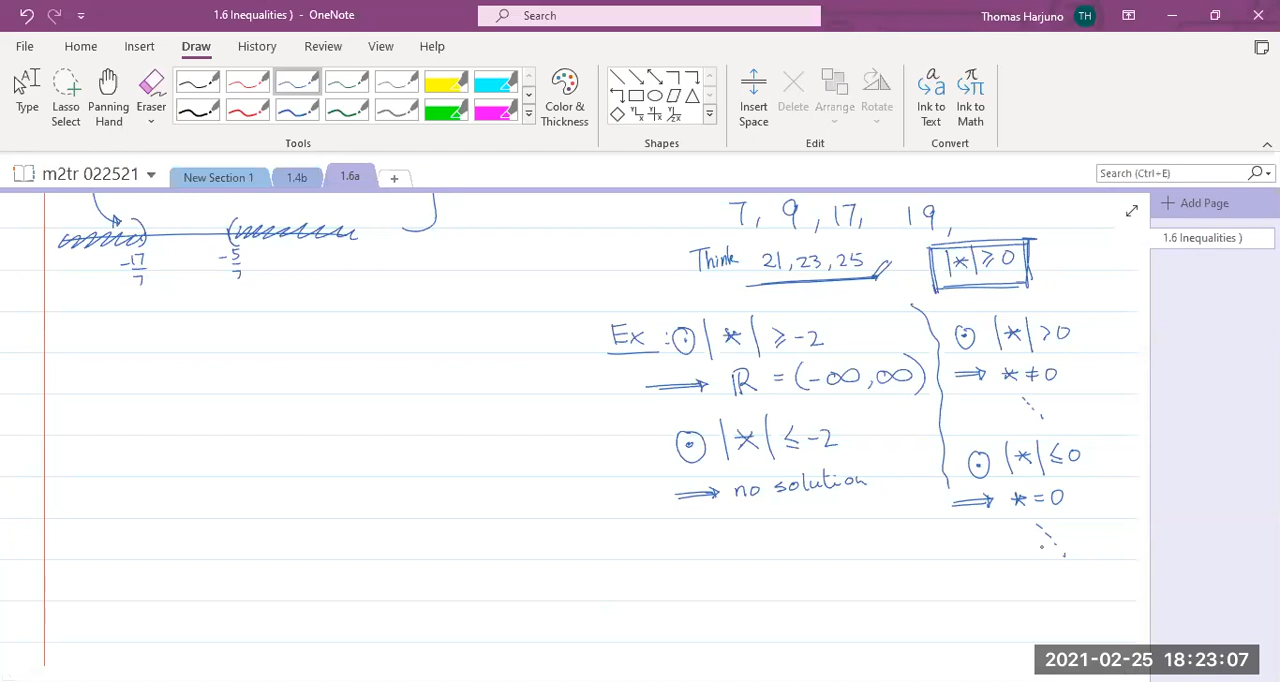 1.6 Inequalities ) - OneNote
Search
Thomas Harjuno
TH
File
Home
Insert
Draw
History
Review
View
Help
Type
Lasso Select
Panning Hand
Eraser
Color & Thickness
Insert Space
Delete
Arrange
Rotate
Ink to Text
Ink to Math
Tools
Shapes
Edit
Convert
m2tr 022521
New Section 1
1.4b
1.6a
Search (Ctrl+E)
Add Page
1.6 Inequalities )
-17/7
-5/7
7, 9, 17, 19,
Think 21, 23, 25
|*| ≥ 0
Ex : ⊙ |*| ≥ -2
⟹ ℝ = (-∞, ∞)
⊙ |*| ≤ -2
⟹ no solution
⊙ |*| > 0
⟹ * ≠ 0
⊙ |*| ≤ 0
⟹ * = 0
2021-02-25 18:23:07